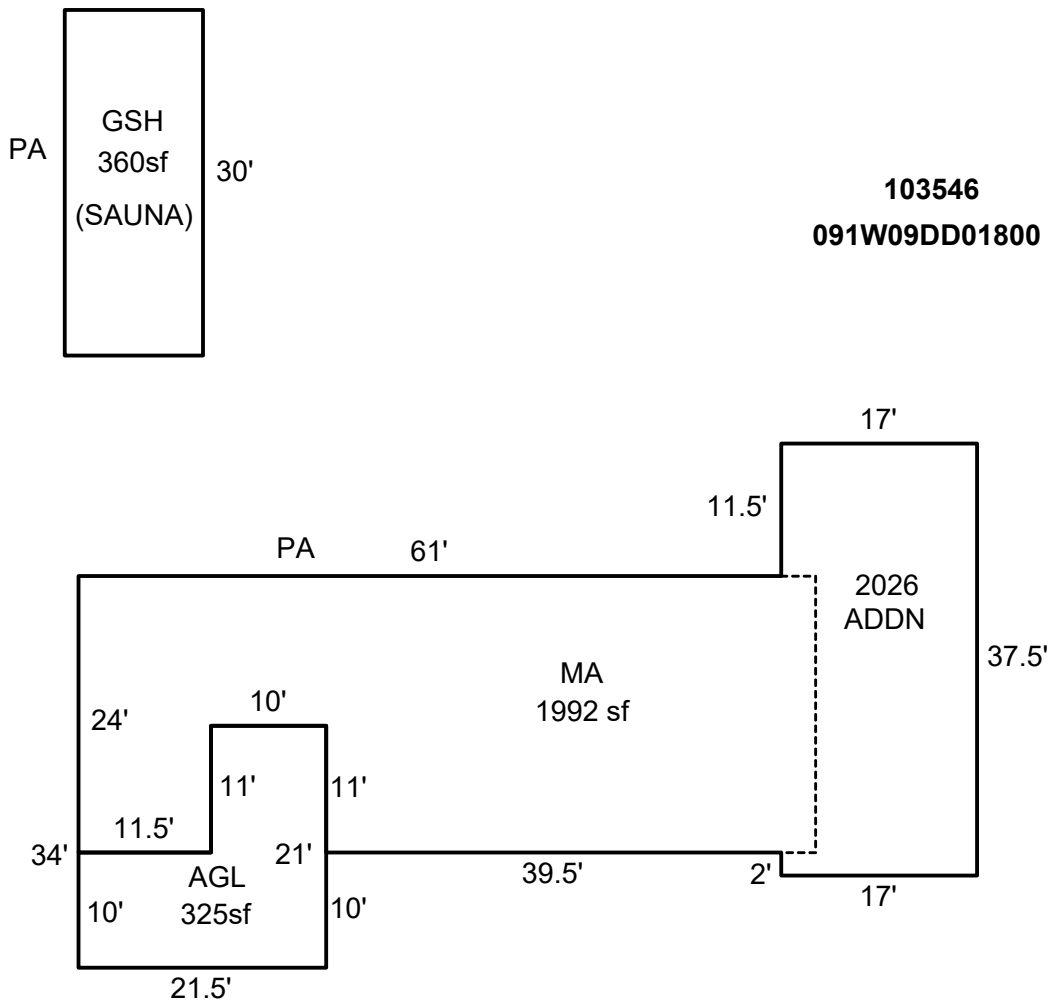 GSH
360sf
(SAUNA)
PA
30'
103546
091W09DD01800
17'
11.5'
PA
61'
2026
ADDN
37.5'
MA
1992 sf
24'
10'
11'
11'
11.5'
34'
21'
39.5'
2'
17'
AGL
325sf
10'
10'
21.5'